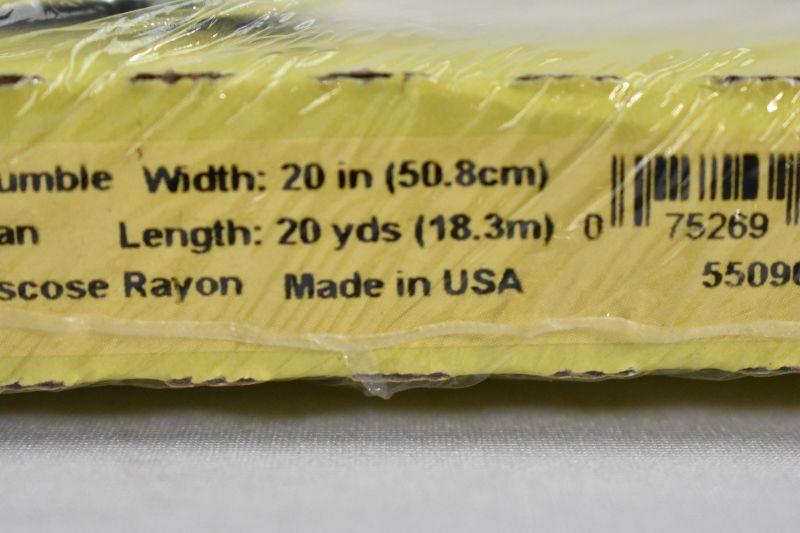 umble Width: 20 in (50.8cm)
an Length: 20 yds (18.3m) 0 75269
scose Rayon Made in USA 55090